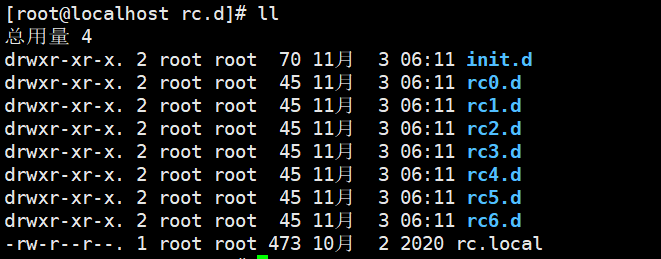 [root@localhost rc.d]# ll
总用量 4
drwxr-xr-x. 2 root root  70 11月  3 06:11 init.d
drwxr-xr-x. 2 root root  45 11月  3 06:11 rc0.d
drwxr-xr-x. 2 root root  45 11月  3 06:11 rc1.d
drwxr-xr-x. 2 root root  45 11月  3 06:11 rc2.d
drwxr-xr-x. 2 root root  45 11月  3 06:11 rc3.d
drwxr-xr-x. 2 root root  45 11月  3 06:11 rc4.d
drwxr-xr-x. 2 root root  45 11月  3 06:11 rc5.d
drwxr-xr-x. 2 root root  45 11月  3 06:11 rc6.d
-rw-r--r--. 1 root root 473 10月  2 2020 rc.local